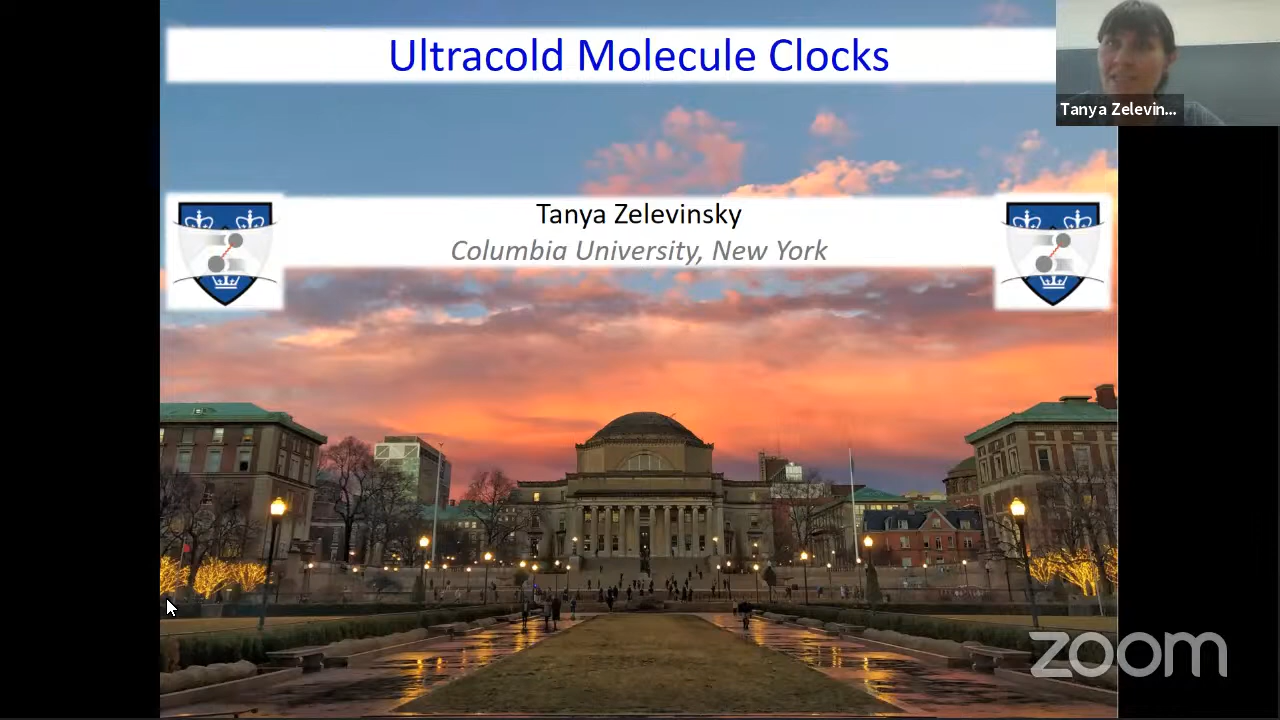 Ultracold Molecule Clocks
Tanya Zelevin...
Tanya Zelevinsky
Columbia University, New York
zoom